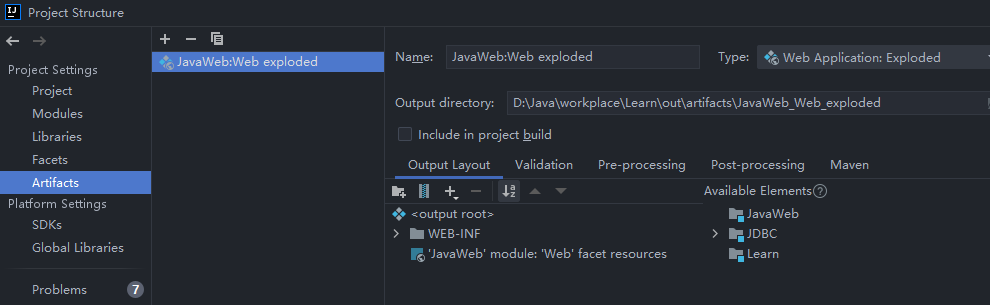 Project Structure
Project Settings
Project
Modules
Libraries
Facets
Artifacts
Platform Settings
SDKs
Global Libraries
Problems 7
JavaWeb:Web exploded
Name: JavaWeb:Web exploded Type: Web Application: Exploded
Output directory: D:\Java\workplace\Learn\out\artifacts\JavaWeb_Web_exploded
Include in project build
Output Layout Validation Pre-processing Post-processing Maven
<output root>
WEB-INF
'JavaWeb' module: 'Web' facet resources
Available Elements
JavaWeb
JDBC
Learn